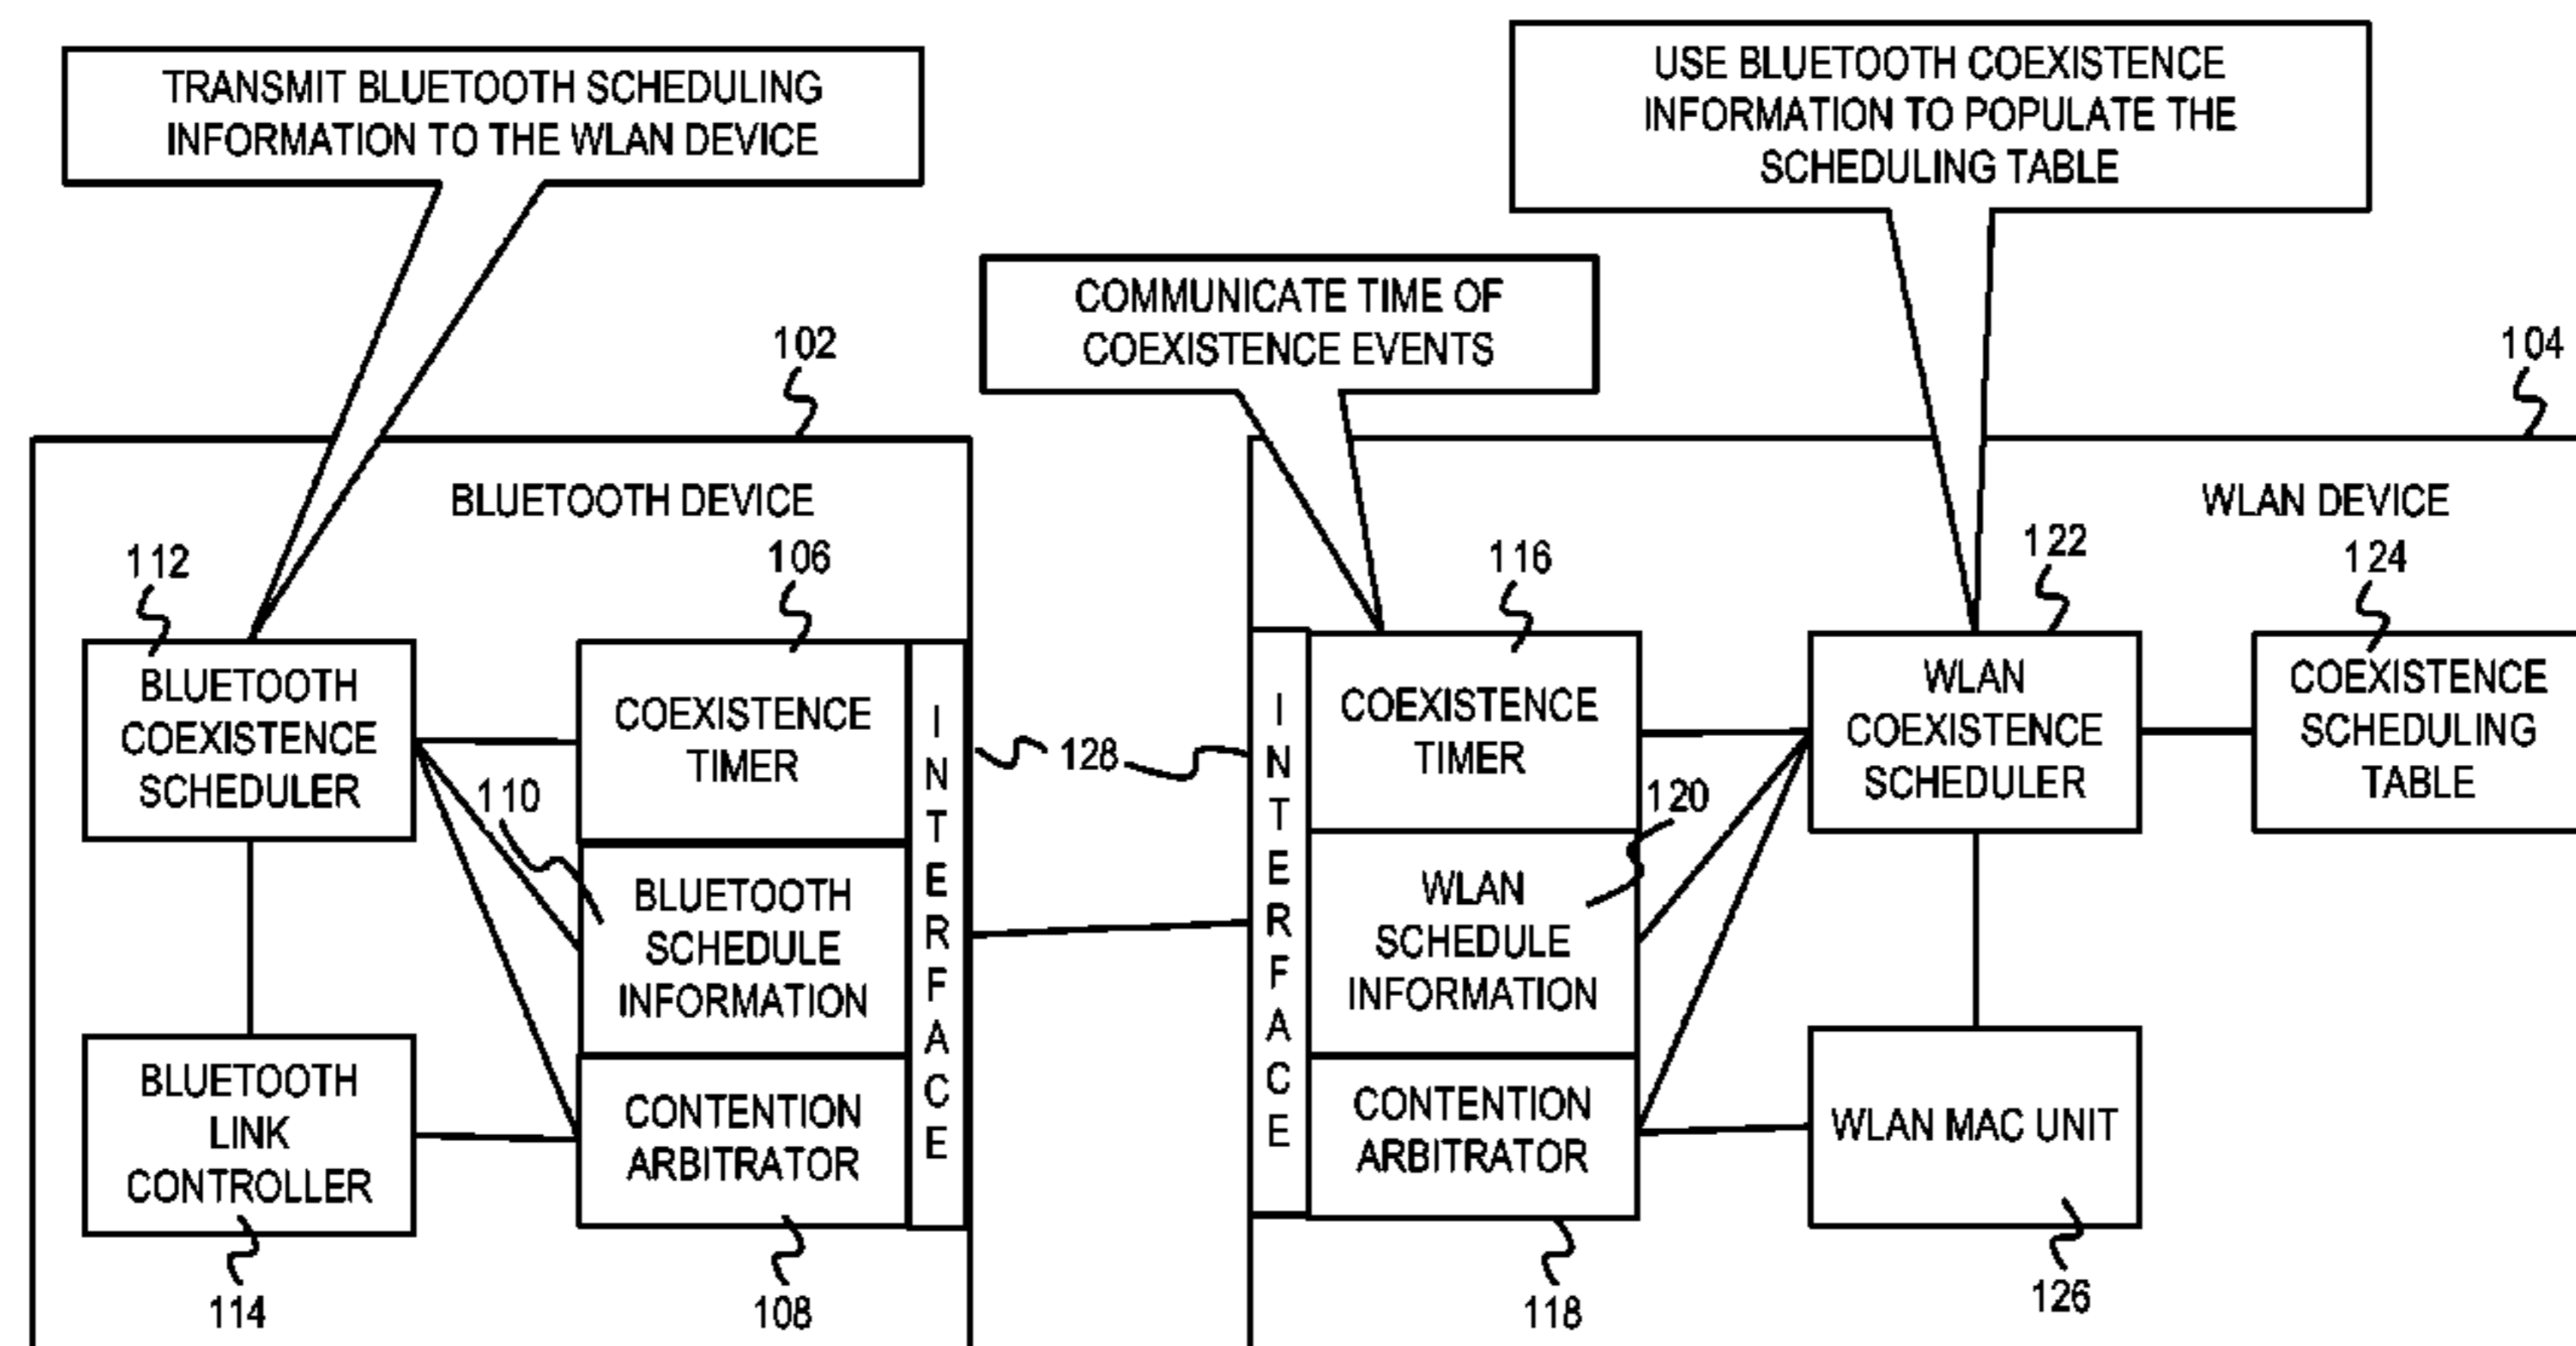 TRANSMIT BLUETOOTH SCHEDULING
INFORMATION TO THE WLAN DEVICE
USE BLUETOOTH COEXISTENCE
INFORMATION TO POPULATE THE
SCHEDULING TABLE
COMMUNICATE TIME OF
COEXISTENCE EVENTS
102
104
BLUETOOTH DEVICE
112
106
BLUETOOTH
COEXISTENCE
SCHEDULER
COEXISTENCE
TIMER
110
BLUETOOTH
SCHEDULE
INFORMATION
BLUETOOTH
LINK
CONTROLLER
CONTENTION
ARBITRATOR
INTERFACE
114
108
128
WLAN DEVICE
116
122
124
INTERFACE
COEXISTENCE
TIMER
120
WLAN
SCHEDULE
INFORMATION
CONTENTION
ARBITRATOR
WLAN
COEXISTENCE
SCHEDULER
COEXISTENCE
SCHEDULING
TABLE
WLAN MAC UNIT
118
126